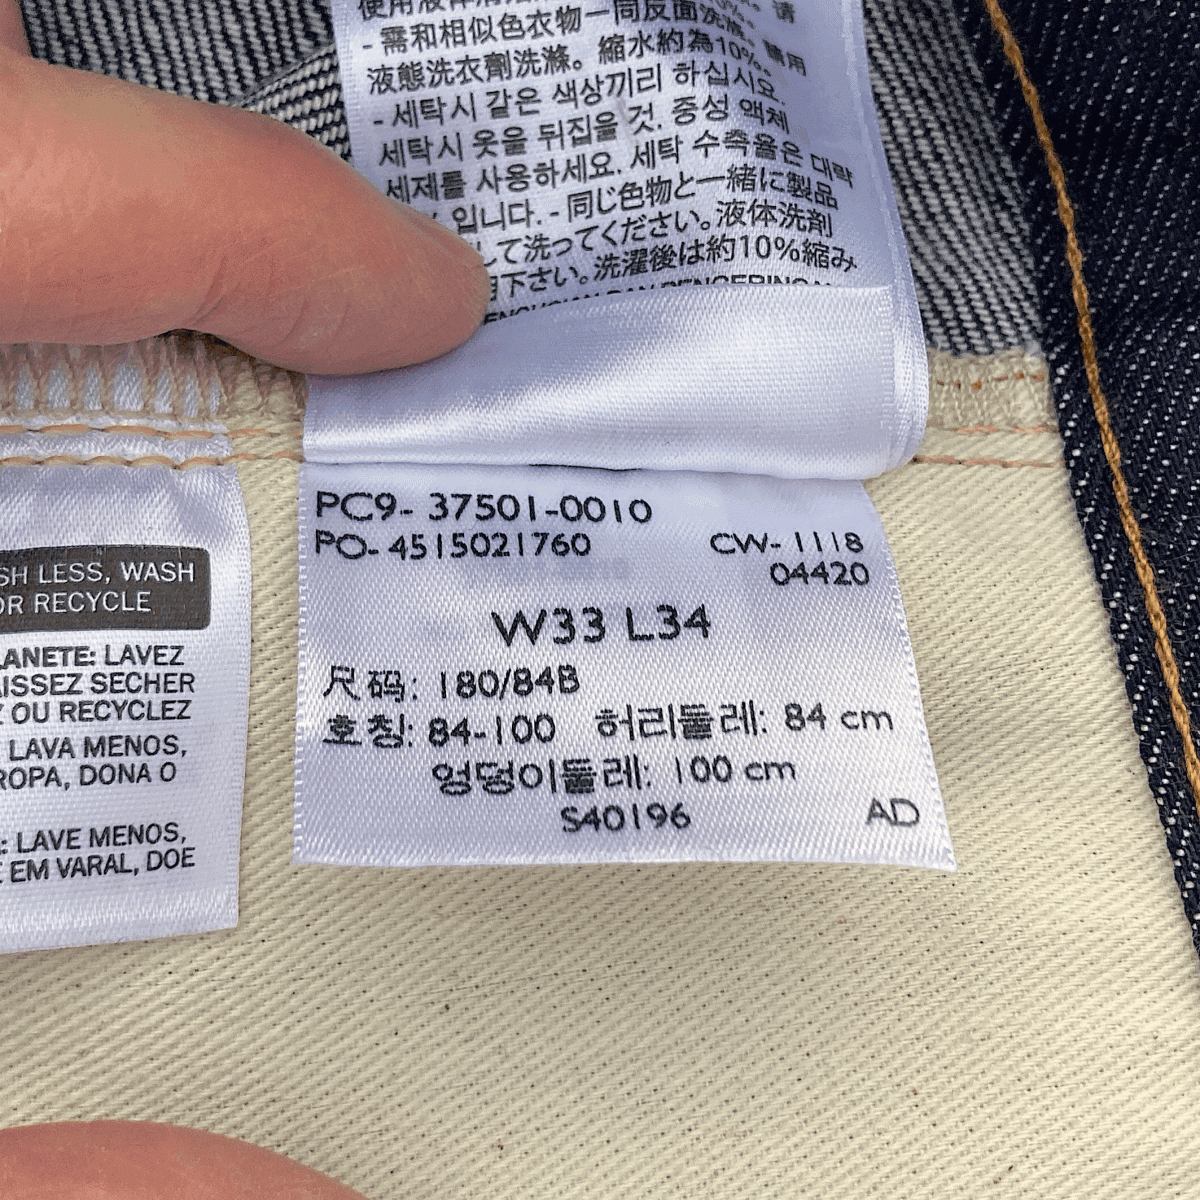 - 需和相似色衣物一同反面洗滌。請用
液態洗衣劑洗滌。縮水約為10%。
- 세탁시 같은 색상끼리 하십시요.
세탁시 옷을 뒤집을 것. 중성 액체
세제를 사용하세요. 세탁 수축율은 대략
입니다. - 同じ色物と一緒に製品
して洗ってください。液体洗剤
下さい。洗濯後は約10%縮み
PC9- 37501-0010
PO- 4515021760
CW- 1118
04420
W33 L34
尺码: 180/84B
호칭: 84-100 허리둘레: 84 cm
엉덩이둘레: 100 cm
S40196
AD
SH LESS, WASH
OR RECYCLE
LANETE: LAVEZ
AISSEZ SECHER
Z OU RECYCLEZ
LAVA MENOS,
ROPA, DONA O
: LAVE MENOS,
E EM VARAL, DOE